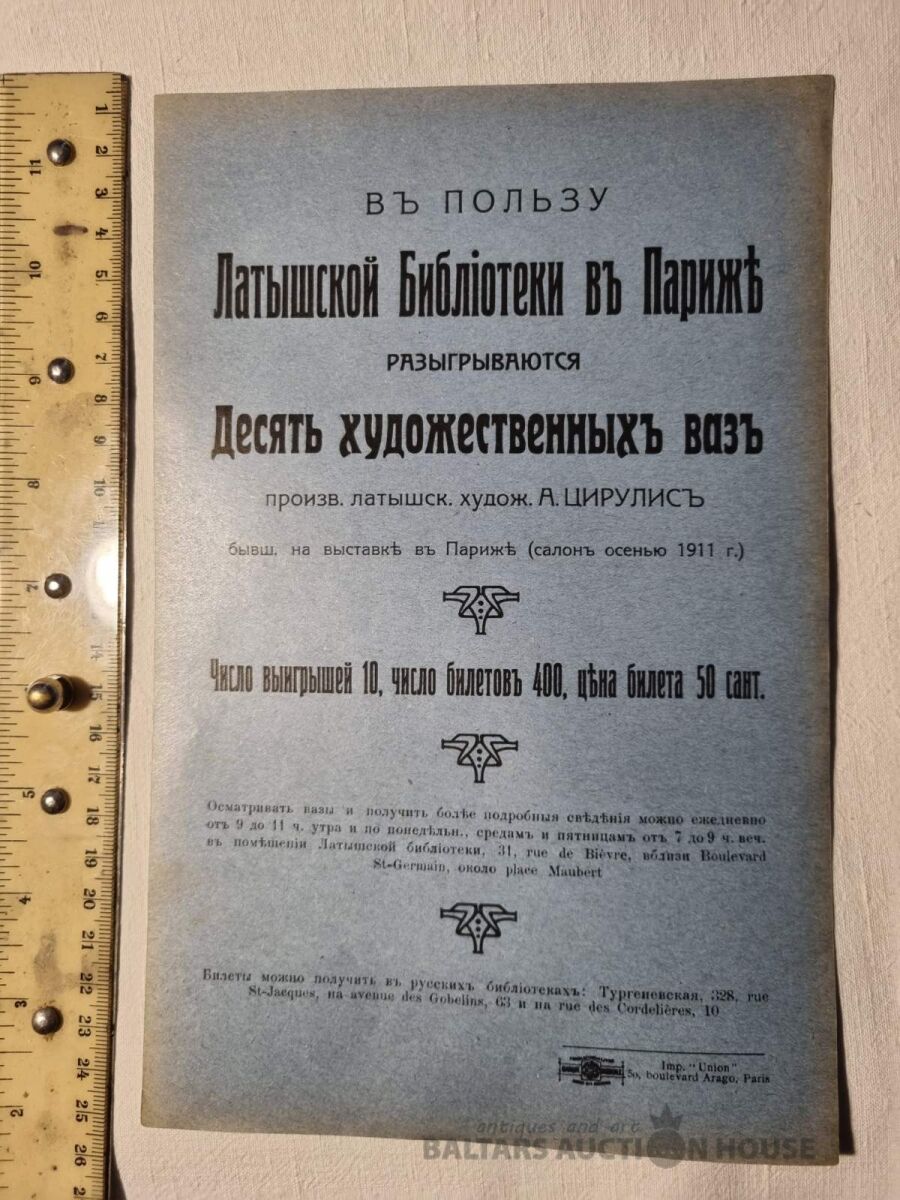 ВЪ ПОЛЬЗУ
Латышской Библіотеки въ Парижѣ
РАЗЫГРЫВАЮТСЯ
Десять художественныхъ вазъ
произв. латышск. худож. А. ЦИРУЛИСЪ
бывш. на выставкѣ въ Парижѣ (салонъ осенью 1911 г.)
Число выигрышей 10, число билетовъ 400, цѣна билета 50 сант.
Осматривать вазы и получить болѣе подробныя свѣдѣнія можно ежедневно
отъ 9 до 11 ч. утра и по понедѣльн., средамъ и пятницамъ отъ 7 до 9 ч. веч.
въ помѣщеніи Латышской библіотеки, 31, rue de Bièvre, вблизи Boulevard
St-Germain, около place Maubert
Билеты можно получить въ русскихъ библіотекахъ: Тургеневская, 328, rue
St-Jacques, на avenue des Gobelins, 63 и на rue des Cordelières, 10
Imp. "Union"
50, boulevard Arago, Paris
antiques and art
BALTARS AUCTION HOUSE